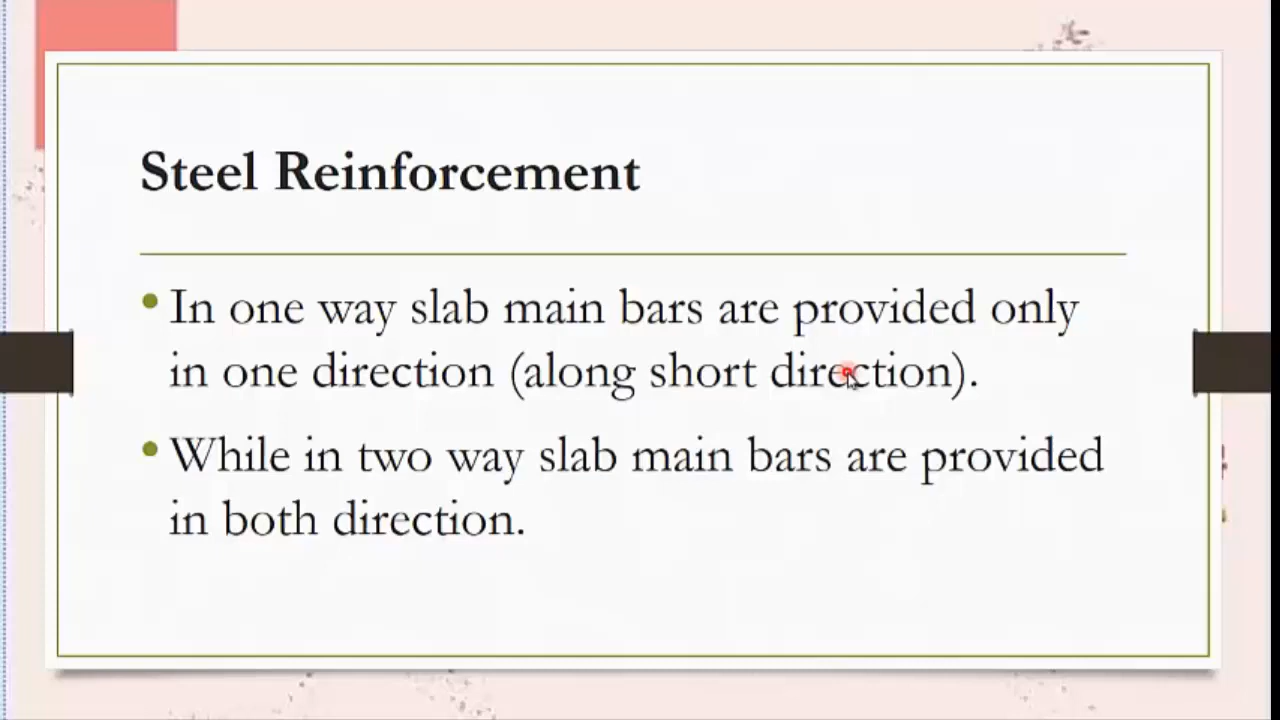 Steel Reinforcement
• In one way slab main bars are provided only
in one direction (along short direction).
• While in two way slab main bars are provided
in both direction.